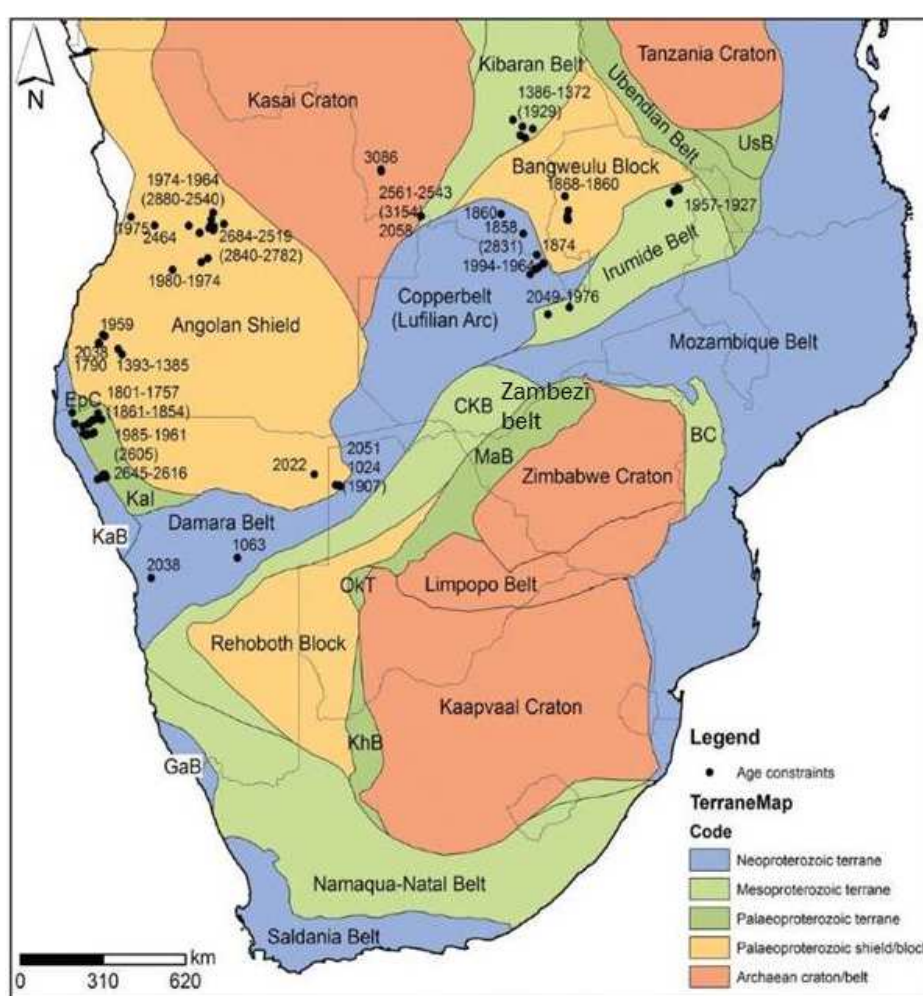 N
Kasai Craton
Kibaran Belt
Tanzania Craton
Ubendian Belt
UsB
1386-1372
(1929)
Bangweulu Block
1868-1860
1957-1927
Irumide Belt
3086
2561-2543
(3154)
2058
1860
1858
(2831)
1874
1994-1964
2049-1976
Copperbelt
(Lufilian Arc)
Mozambique Belt
1974-1964
(2880-2540)
1975
2464
2684-2519
(2840-2782)
1980-1974
Angolan Shield
1959
2038
1790
1393-1385
EpC
1801-1757
(1861-1854)
1985-1961
(2605)
2645-2616
Kal
KaB
2022
2051
1024
(1907)
Damara Belt
1063
2038
CKB
Zambezi
belt
MaB
BC
Zimbabwe Craton
OkT
Limpopo Belt
Rehoboth Block
Kaapvaal Craton
KhB
GaB
Namaqua-Natal Belt
Saldania Belt
km
0 310 620
Legend
Age constraints
TerraneMap
Code
Neoproterozoic terrane
Mesoproterozoic terrane
Palaeoproterozoic terrane
Palaeoproterozoic shield/block
Archaean craton/belt